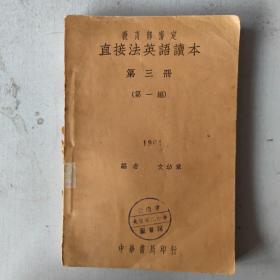 教育部審定
直接法英語讀本
第三冊
(第一編)
編者 文幼章
中華書局印行